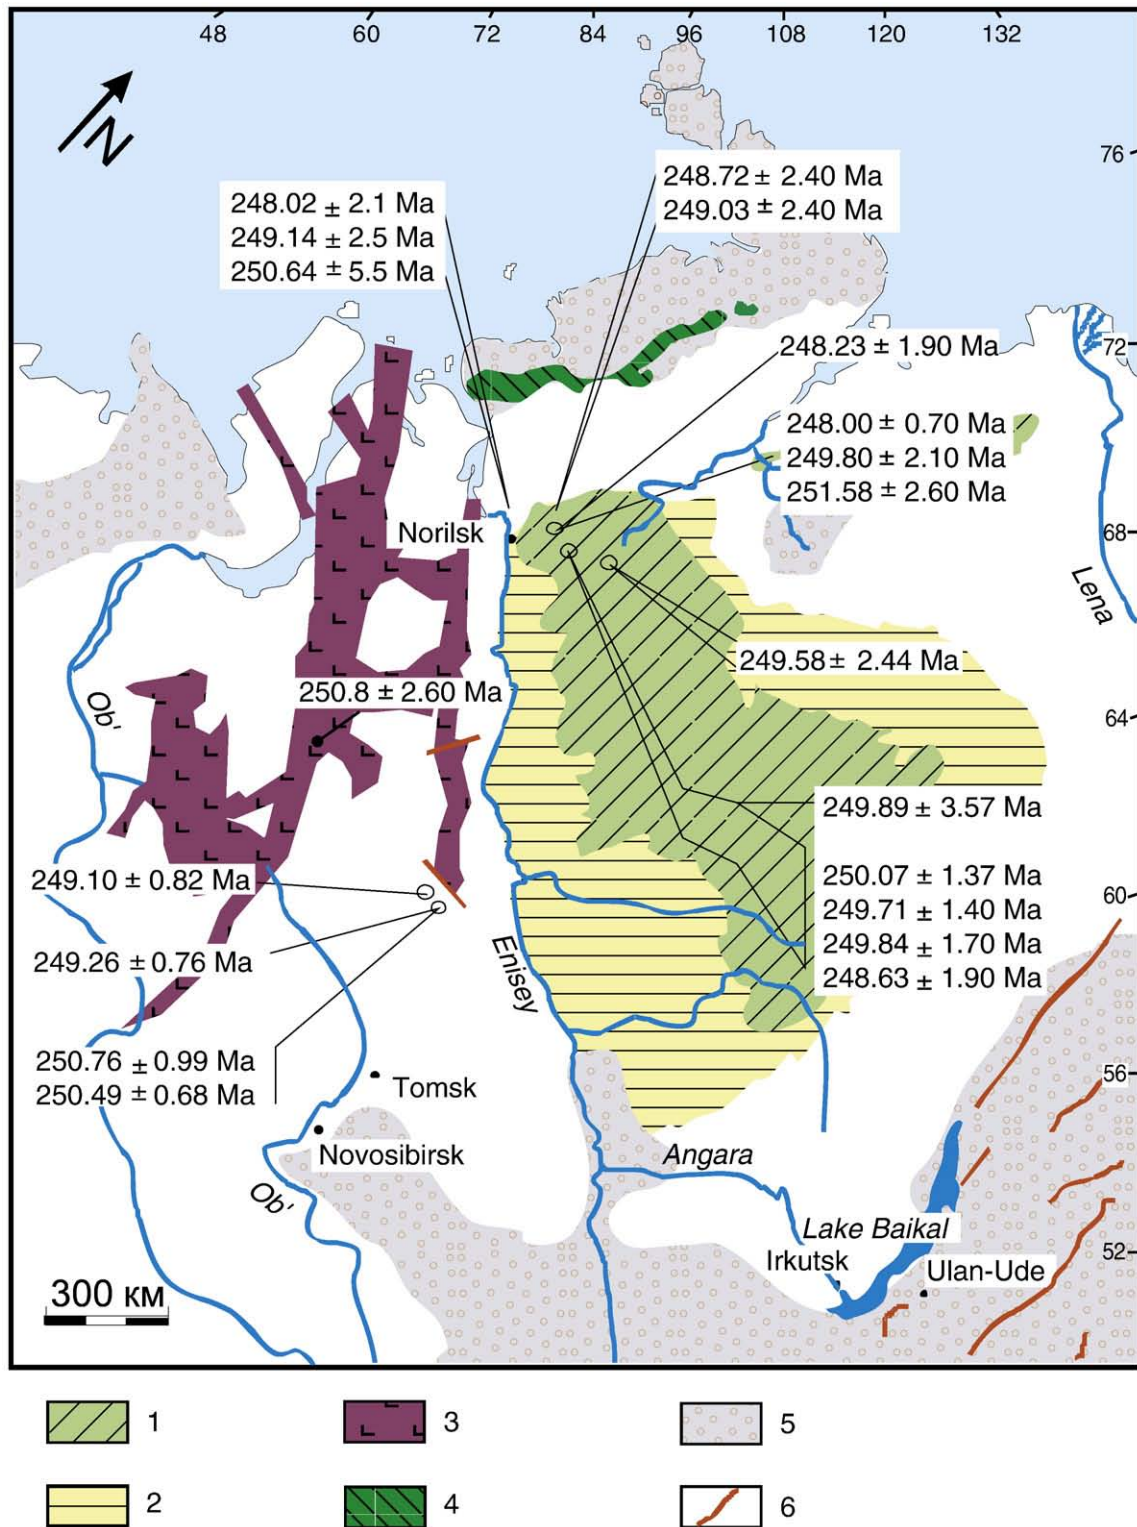 48 60 72 84 96 108 120 132
N
76
248.72 ± 2.40 Ma
249.03 ± 2.40 Ma
248.02 ± 2.1 Ma
249.14 ± 2.5 Ma
250.64 ± 5.5 Ma
248.23 ± 1.90 Ma
72
248.00 ± 0.70 Ma
249.80 ± 2.10 Ma
251.58 ± 2.60 Ma
Norilsk
68
Lena
249.58 ± 2.44 Ma
Ob'
250.8 ± 2.60 Ma
64
249.89 ± 3.57 Ma
250.07 ± 1.37 Ma
249.71 ± 1.40 Ma
249.84 ± 1.70 Ma
248.63 ± 1.90 Ma
60
249.10 ± 0.82 Ma
249.26 ± 0.76 Ma
Enisey
250.76 ± 0.99 Ma
250.49 ± 0.68 Ma
Tomsk
56
Novosibirsk
Angara
Ob'
Lake Baikal
Irkutsk
Ulan-Ude
52
300 км
1 3 5
2 4 6